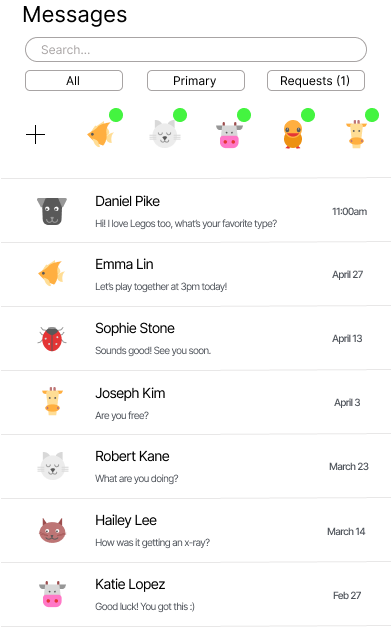 Messages
Search...
All
Primary
Requests (1)
Daniel Pike
Hi! I love Legos too, what's your favorite type?
11:00am
Emma Lin
Let's play together at 3pm today!
April 27
Sophie Stone
Sounds good! See you soon.
April 13
Joseph Kim
Are you free?
April 3
Robert Kane
What are you doing?
March 23
Hailey Lee
How was it getting an x-ray?
March 14
Katie Lopez
Good luck! You got this :)
Feb 27